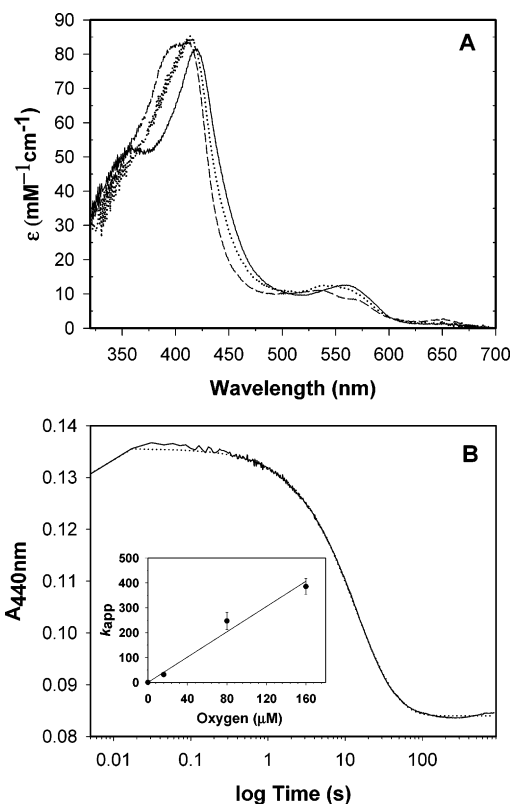 A
90
80
70
60
50
40
30
20
10
0
ε (mM⁻¹cm⁻¹)
350 400 450 500 550 600 650 700
Wavelength (nm)
B
0.14
0.13
0.12
0.11
0.10
0.09
0.08
A440nm
500
400
300
200
100
0
kapp
0 40 80 120 160
Oxygen (μM)
0.01 0.1 1 10 100
log Time (s)